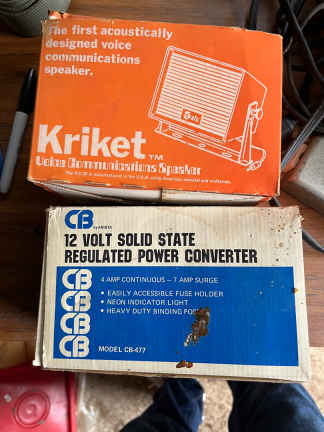 The first acoustically
designed voice
communications
speaker.
Kriket™
Voice Communications Speaker
CB
12 VOLT SOLID STATE
REGULATED POWER CONVERTER
CB
CB
CB
CB
4 AMP CONTINUOUS – 7 AMP SURGE
• EASILY ACCESSIBLE FUSE HOLDER
• NEON INDICATOR LIGHT
• HEAVY DUTY BINDING
MODEL CB-477